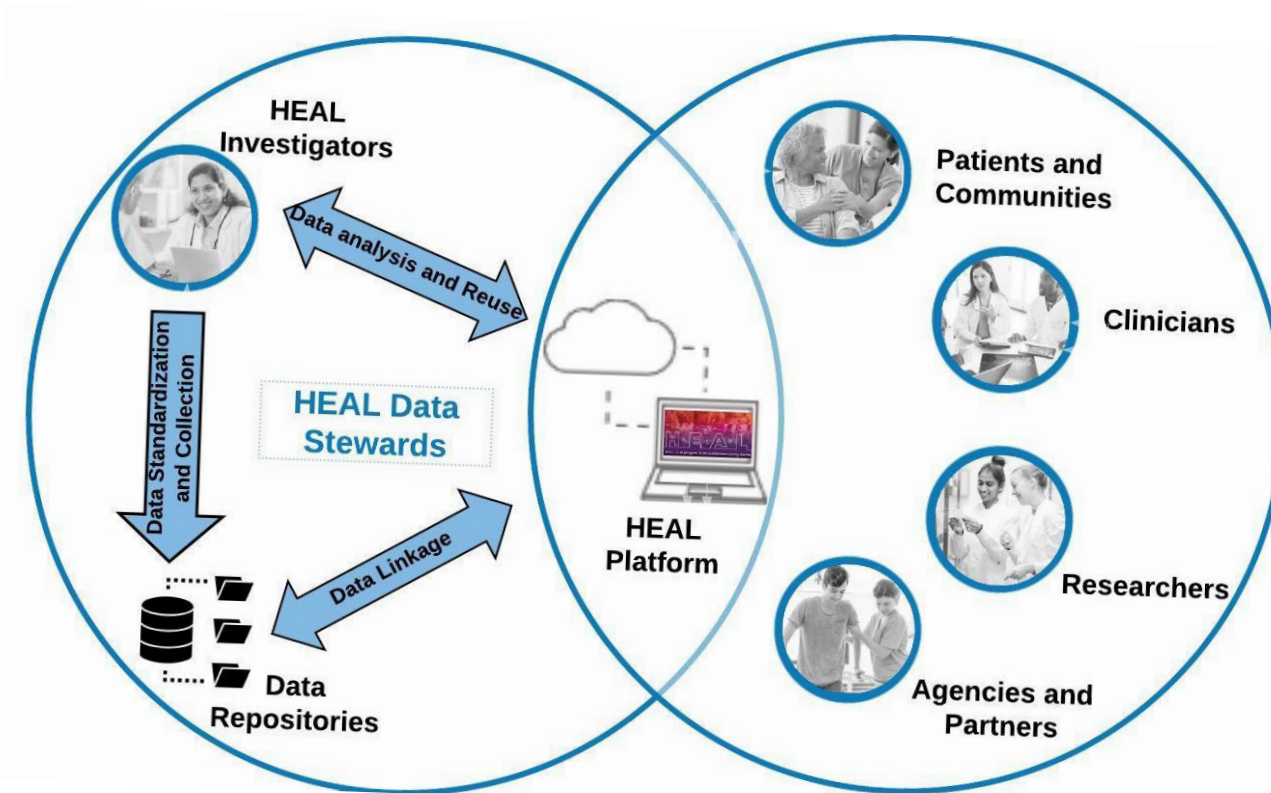 HEAL
Investigators
Data analysis and Reuse
Data Standardization
and Collection
HEAL Data
Stewards
Data Linkage
Data
Repositories
H·E·A·L
HEAL
Platform
Patients and
Communities
Clinicians
Researchers
Agencies and
Partners